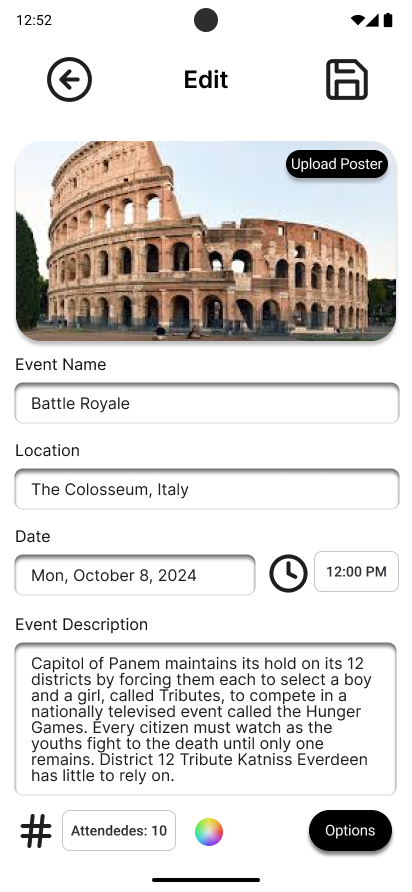 12:52
Edit
Upload Poster
Event Name
Battle Royale
Location
The Colosseum, Italy
Date
Mon, October 8, 2024
12:00 PM
Event Description
Capitol of Panem maintains its hold on its 12
districts by forcing them each to select a boy
and a girl, called Tributes, to compete in a
nationally televised event called the Hunger
Games. Every citizen must watch as the
youths fight to the death until only one
remains. District 12 Tribute Katniss Everdeen
has little to rely on.
# Attendedes: 10
Options